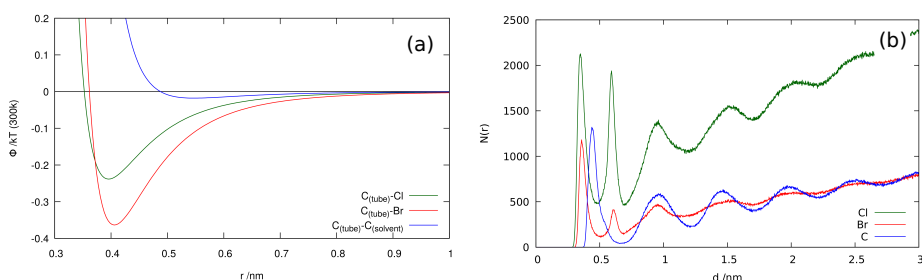 (a)
0.2
0.1
0
-0.1
-0.2
-0.3
-0.4
Φ /kT (300k)
C(tube)-Cl
C(tube)-Br
C(tube)-C(solvent)
0.3 0.4 0.5 0.6 0.7 0.8 0.9 1
r /nm
(b)
2500
2000
1500
1000
500
0
N(r)
Cl
Br
C
0 0.5 1 1.5 2 2.5 3
d /nm